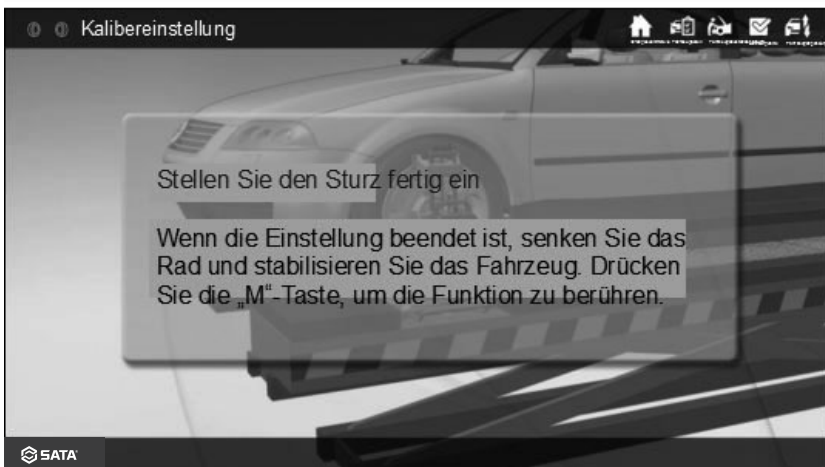 Kalibereinstellung
Stellen Sie den Sturz fertig ein
Wenn die Einstellung beendet ist, senken Sie das
Rad und stabilisieren Sie das Fahrzeug. Drücken
Sie die „M“-Taste, um die Funktion zu berühren.
SATA